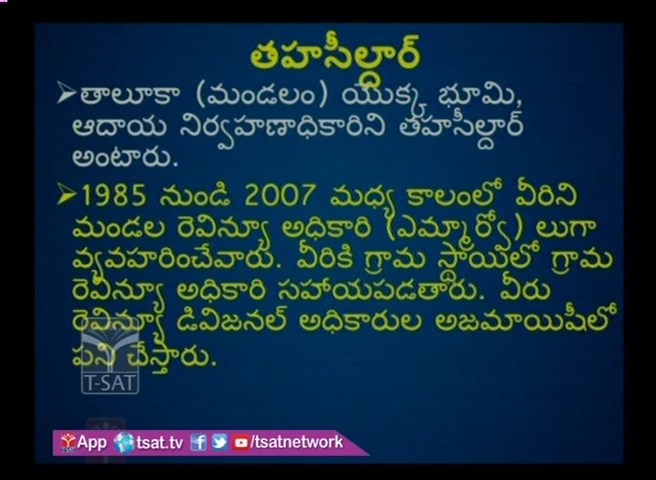 తహసీల్దార్
➢తాలూకా (మండలం) యొక్క భూమి,
ఆదాయ నిర్వహణాధికారిని తహసీల్దార్
అంటారు.
➢1985 నుండి 2007 మధ్య కాలంలో వీరిని
మండల రెవిన్యూ అధికారి (ఎమ్మార్వో) లుగా
వ్యవహరించేవారు. వీరికి గ్రామ స్థాయిలో గ్రామ
రెవిన్యూ అధికారి సహాయపడతారు. వీరు
రెవిన్యూ డివిజనల్ అధికారుల అజమాయిషీలో
పని చేస్తారు.
T-SAT
App tsat.tv /tsatnetwork